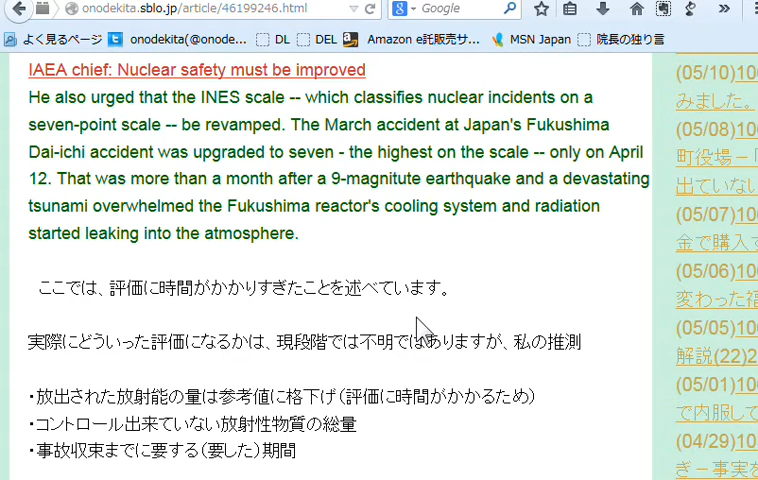 onodekita.sblo.jp/article/46199246.html
Google
よく見るページ
onodekita(@onode...
DL
DEL
Amazon e託販売サ...
MSN Japan
院長の独り言
IAEA chief: Nuclear safety must be improved
He also urged that the INES scale -- which classifies nuclear incidents on a
seven-point scale -- be revamped. The March accident at Japan's Fukushima
Dai-ichi accident was upgraded to seven - the highest on the scale -- only on April
12. That was more than a month after a 9-magnitute earthquake and a devastating
tsunami overwhelmed the Fukushima reactor's cooling system and radiation
started leaking into the atmosphere.
ここでは、評価に時間がかかりすぎたことを述べています。
実際にどういった評価になるかは、現段階では不明ではありますが、私の推測
・放出された放射能の量は参考値に格下げ(評価に時間がかかるため)
・コントロール出来ていない放射性物質の総量
・事故収束までに要する(要した)期間
(05/10)10
みました。
(05/08)10
町役場−「
出ていない
(05/07)10
金で購入す
(05/06)10
変わった福
(05/05)10
解説(22)2
(05/01)10
で内服して
(04/29)10
ぎ−事実を